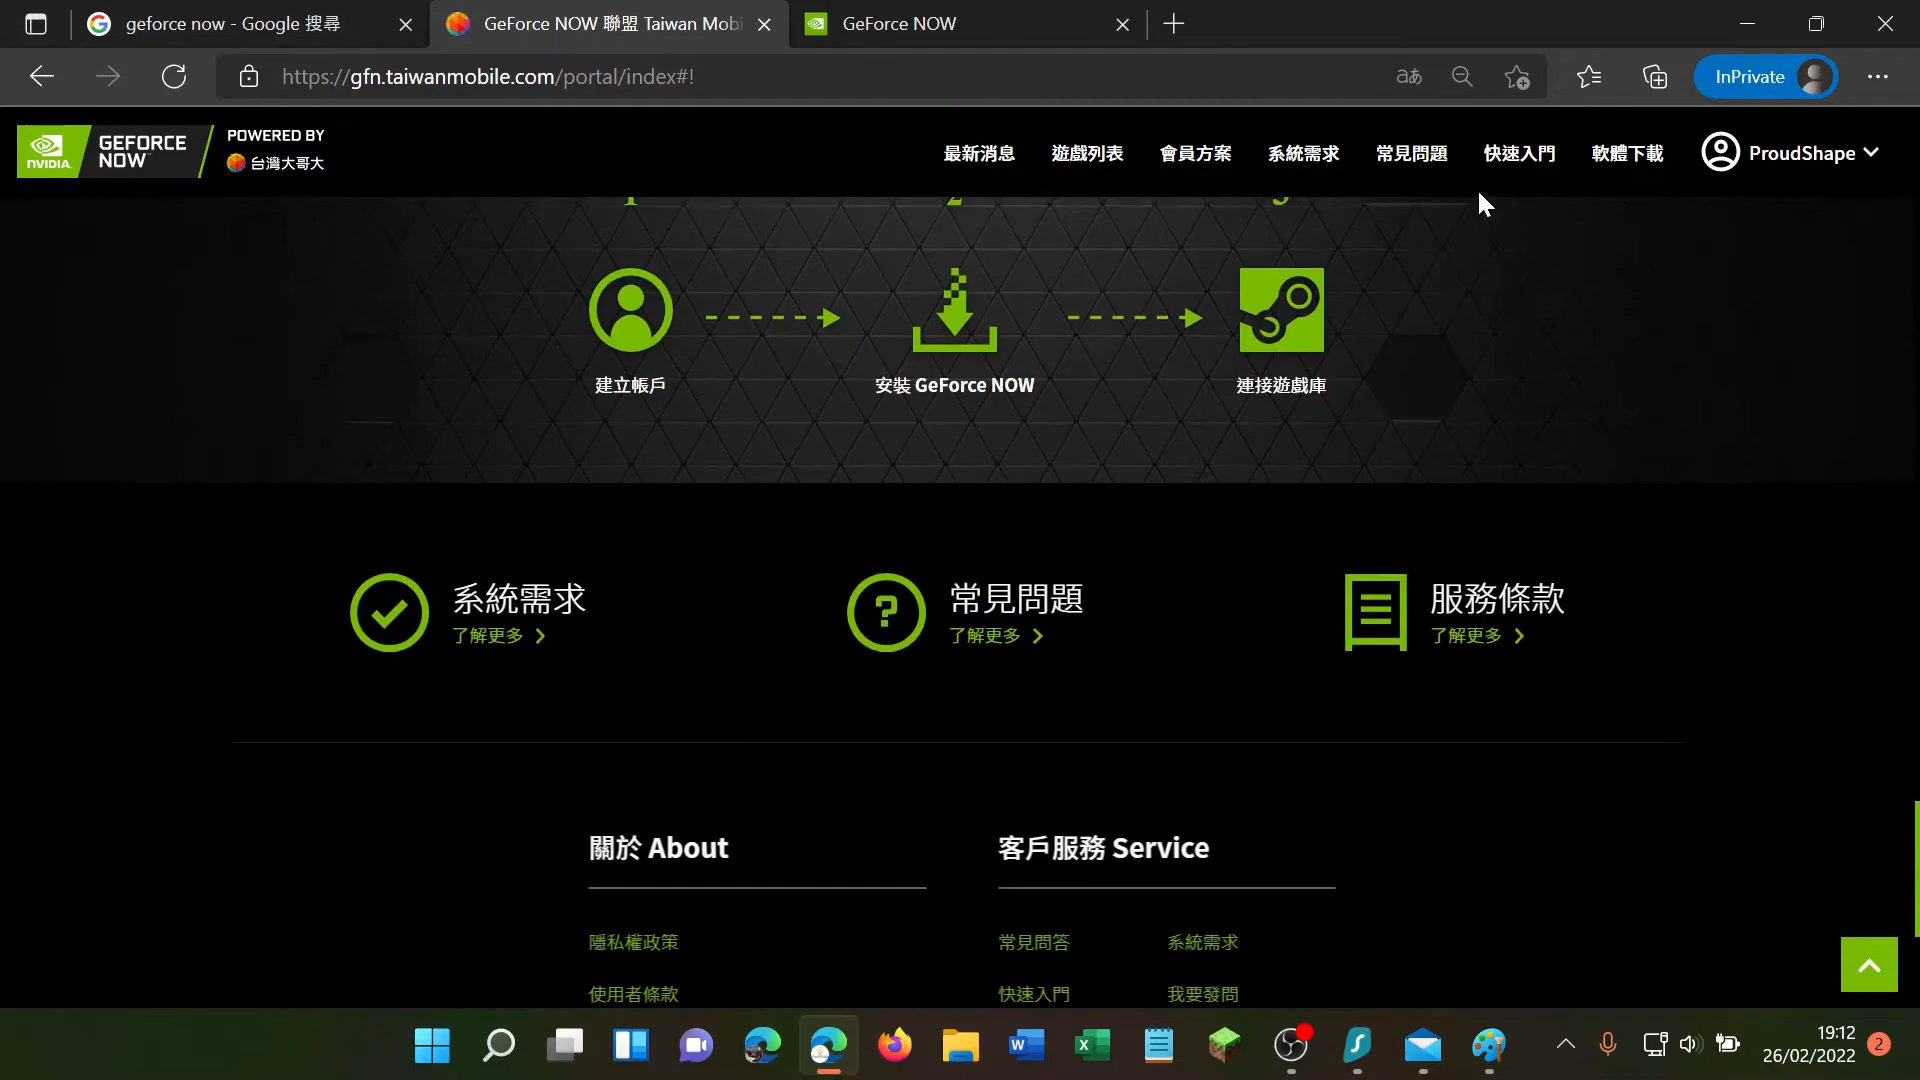 geforce now - Google 搜尋
GeForce NOW 聯盟 Taiwan Mobi
GeForce NOW
https://gfn.taiwanmobile.com/portal/index#!
InPrivate
NVIDIA
GEFORCE NOW
POWERED BY
台灣大哥大
最新消息
遊戲列表
會員方案
系統需求
常見問題
快速入門
軟體下載
ProudShape
建立帳戶
安裝 GeForce NOW
連接遊戲庫
系統需求
了解更多
常見問題
了解更多
服務條款
了解更多
關於 About
客戶服務 Service
隱私權政策
常見問答
系統需求
使用者條款
快速入門
我要發問
19:12
26/02/2022
2